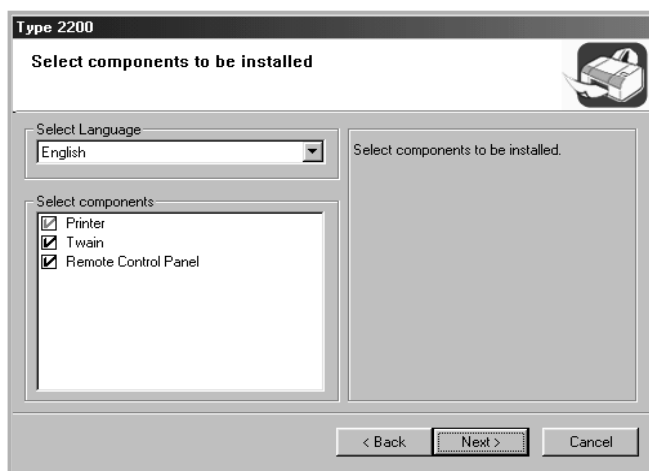 Type 2200
Select components to be installed
Select Language
English
Select components to be installed.
Select components
Printer
Twain
Remote Control Panel
< Back
Next >
Cancel